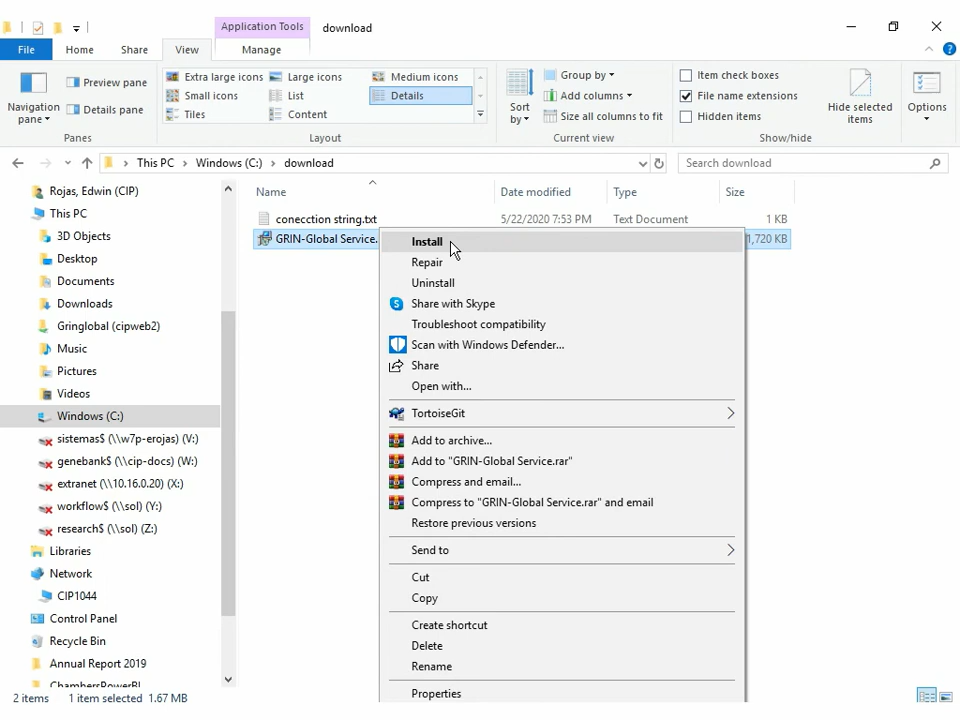 Application Tools
download
File
Home
Share
View
Manage
Navigation pane
Preview pane
Details pane
Panes
Extra large icons
Large icons
Medium icons
Small icons
List
Details
Tiles
Content
Layout
Sort by
Group by
Add columns
Size all columns to fit
Current view
Item check boxes
File name extensions
Hidden items
Hide selected items
Show/hide
Options
This PC > Windows (C:) > download
Search download
Name
Date modified
Type
Size
conecction string.txt
5/22/2020 7:53 PM
Text Document
1 KB
GRIN-Global Service.
1,720 KB
Rojas, Edwin (CIP)
This PC
3D Objects
Desktop
Documents
Downloads
Gringlobal (cipweb2)
Music
Pictures
Videos
Windows (C:)
sistemas$ (\\w7p-erojas) (V:)
genebank$ (\\cip-docs) (W:)
extranet (\\10.16.0.20) (X:)
workflow$ (\\sol) (Y:)
research$ (\\sol) (Z:)
Libraries
Network
CIP1044
Control Panel
Recycle Bin
Annual Report 2019
ChambersPowerBI
Install
Repair
Uninstall
Share with Skype
Troubleshoot compatibility
Scan with Windows Defender...
Share
Open with...
TortoiseGit
Add to archive...
Add to "GRIN-Global Service.rar"
Compress and email...
Compress to "GRIN-Global Service.rar" and email
Restore previous versions
Send to
Cut
Copy
Create shortcut
Delete
Rename
Properties
2 items
1 item selected 1.67 MB